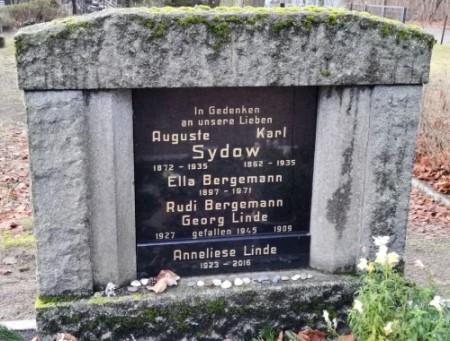 In Gedenken
an unsere Lieben
Auguste Karl
Sydow
1872 - 1935 1862 - 1935
Ella Bergemann
1897 - 1971
Rudi Bergemann
Georg Linde
1927 gefallen 1945 1909
Anneliese Linde
1923 - 2016